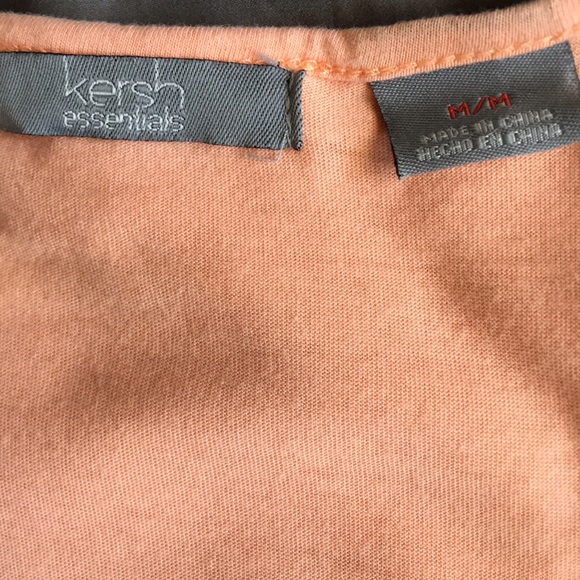 kersh
essentials
M/M
MADE IN CHINA
HECHO EN CHINA